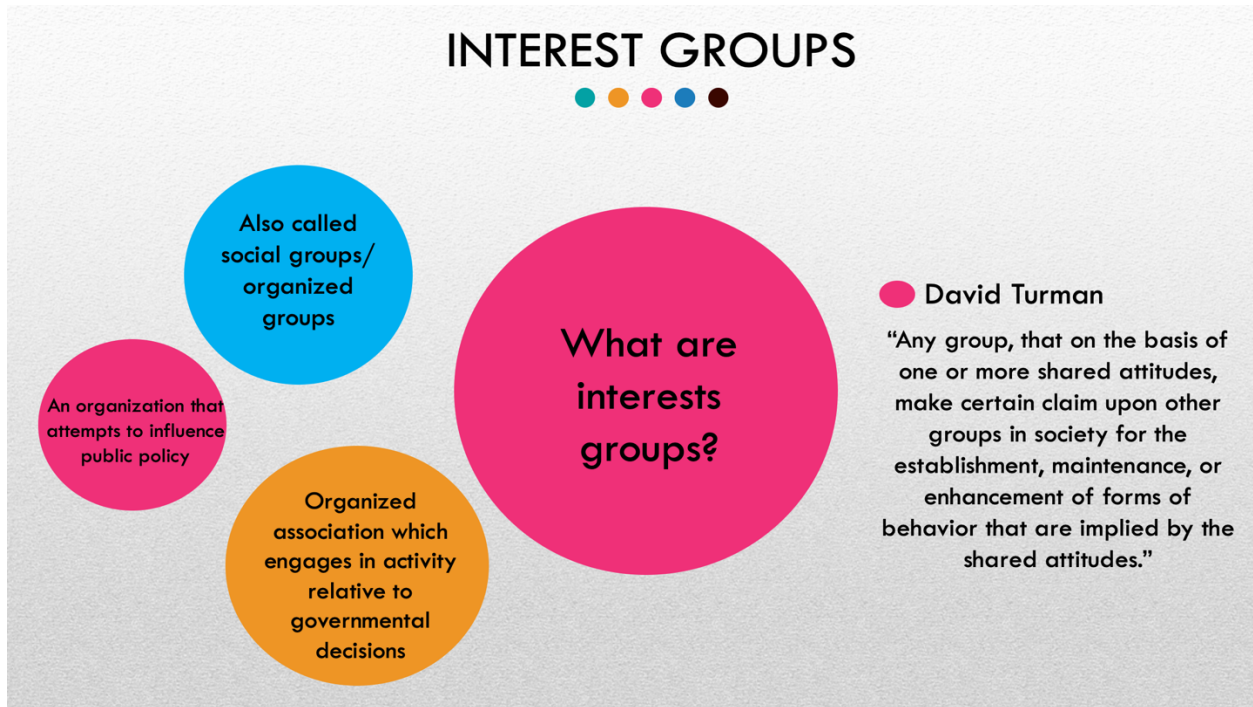 INTEREST GROUPS
Also called
social groups/
organized
groups
An organization that
attempts to influence
public policy
Organized
association which
engages in activity
relative to
governmental
decisions
What are
interests
groups?
David Turman
“Any group, that on the basis of
one or more shared attitudes,
make certain claim upon other
groups in society for the
establishment, maintenance, or
enhancement of forms of
behavior that are implied by the
shared attitudes.”